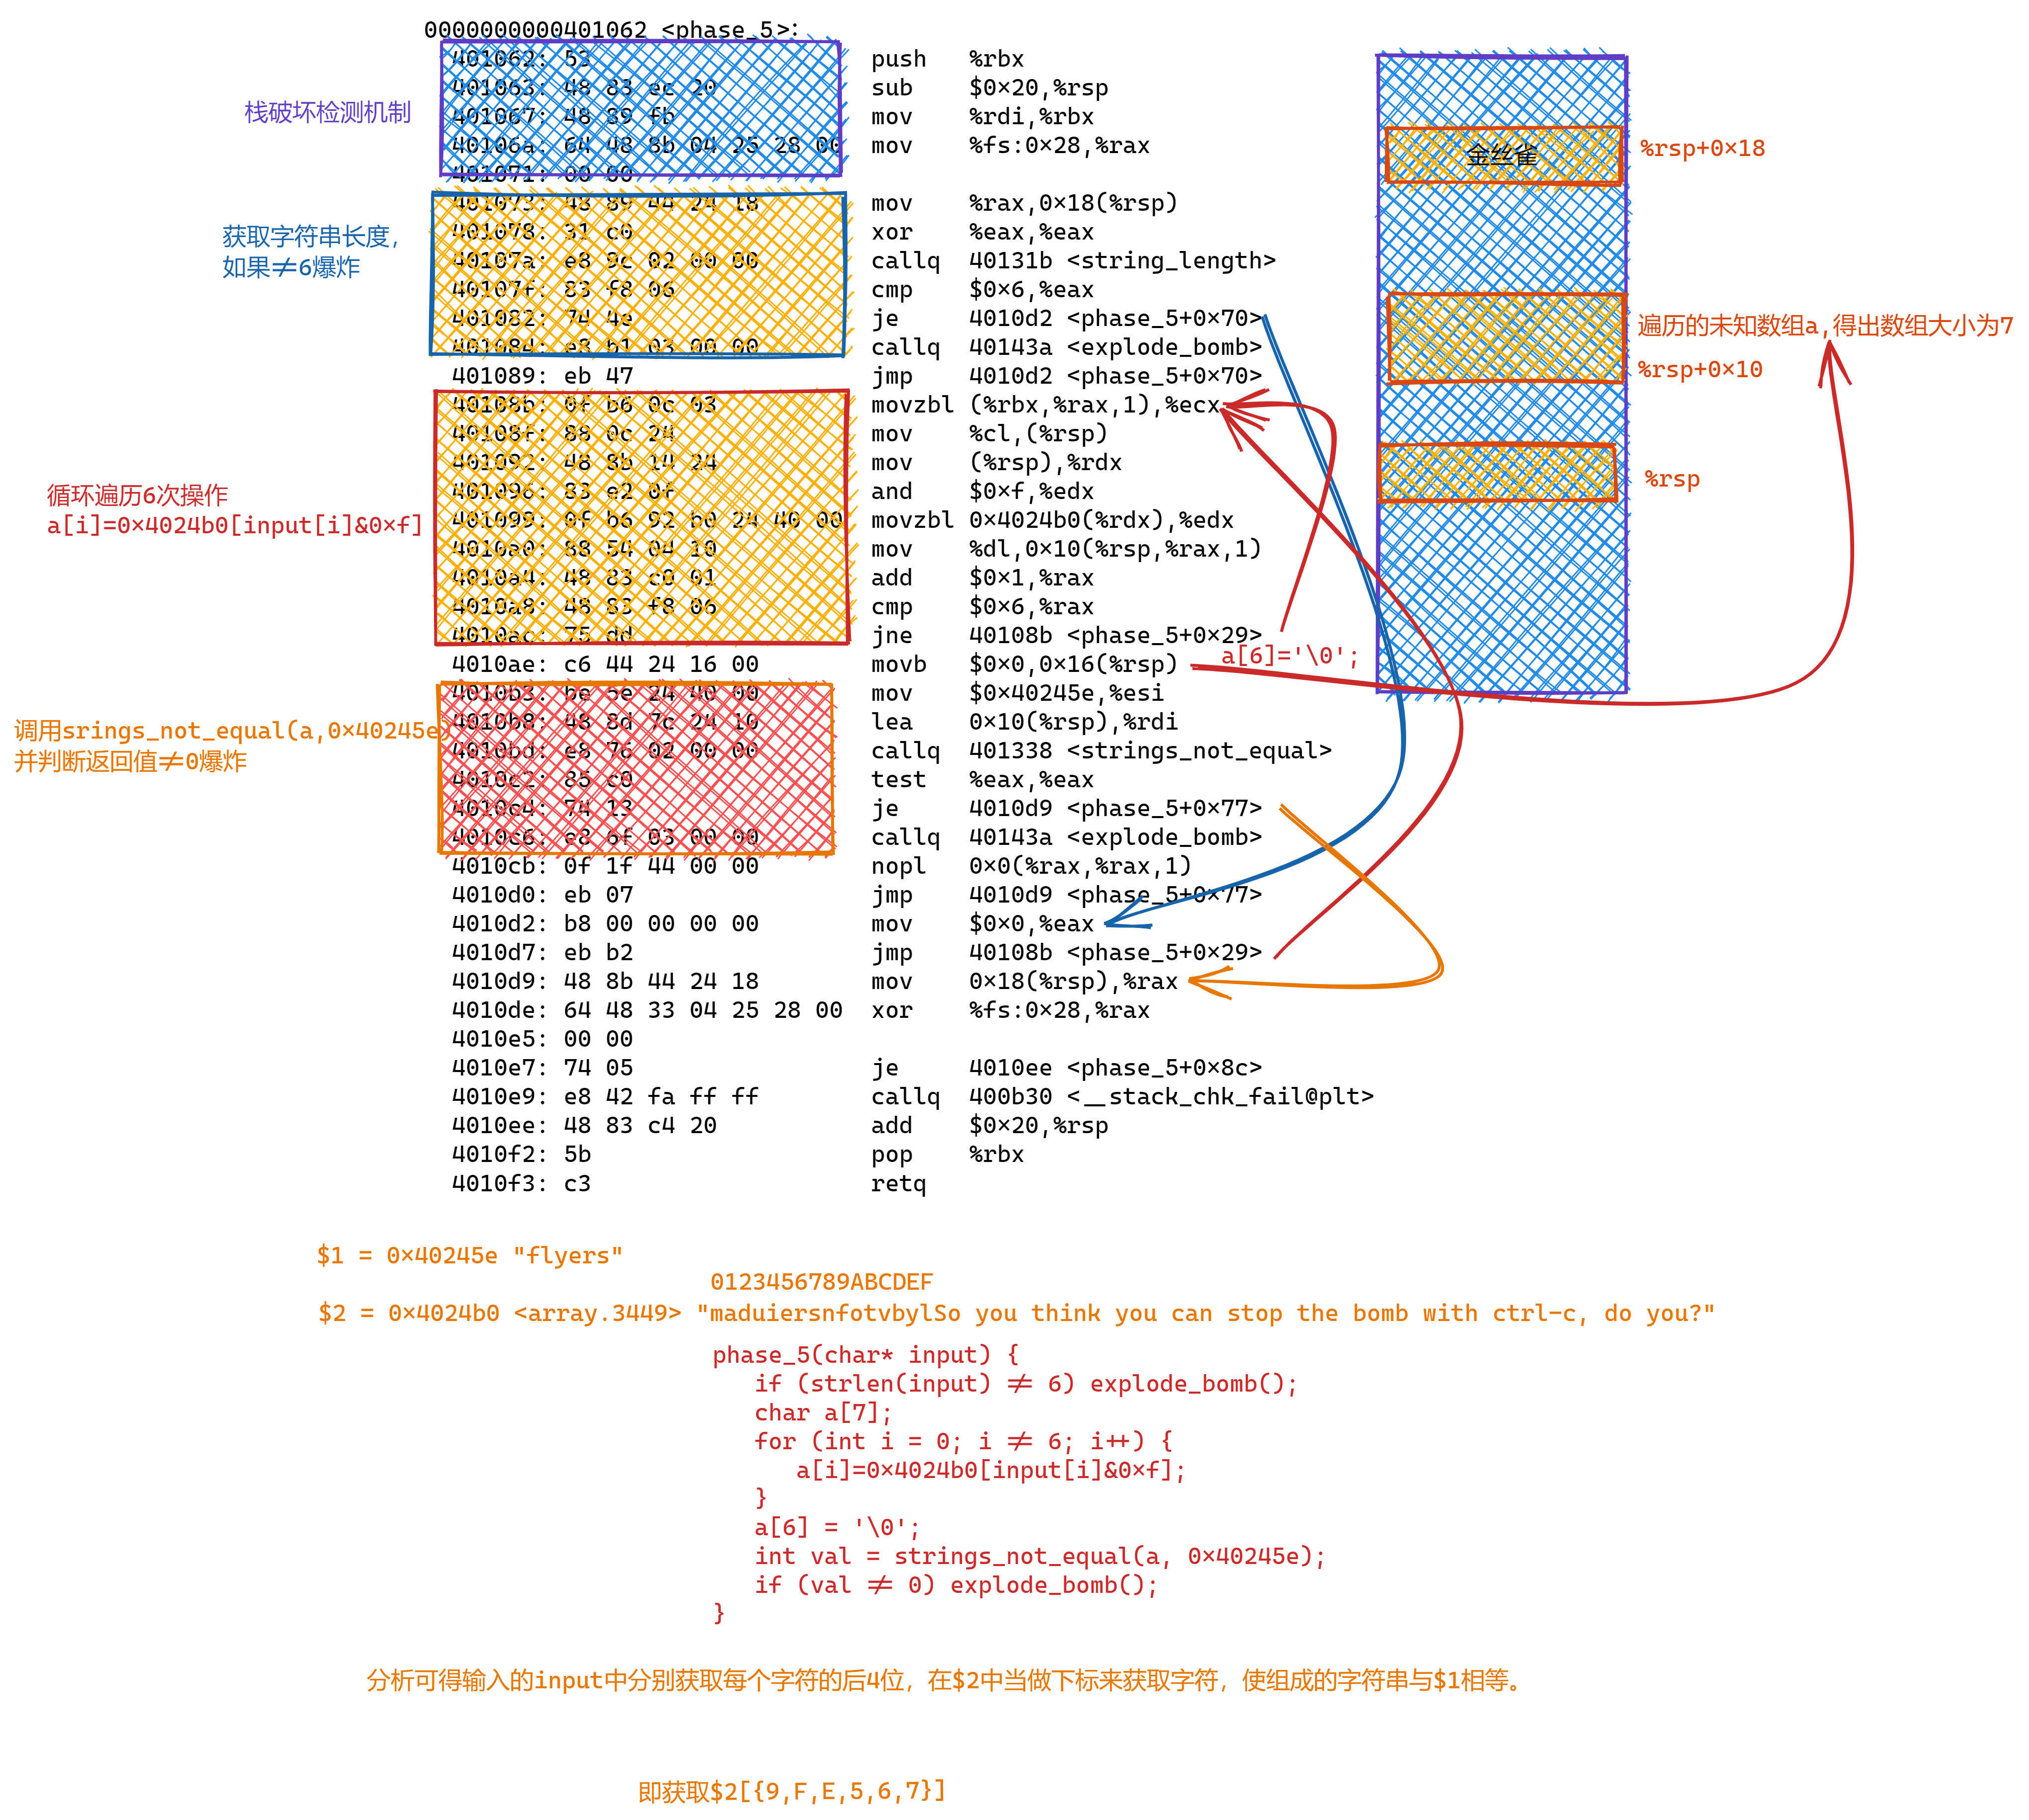 0000000000401062 <phase_5>:
401062: 53 push %rbx
401063: 48 83 ec 20 sub $0×20,%rsp
栈破坏检测机制
401067: 48 89 fb mov %rdi,%rbx
40106a: 64 48 8b 04 25 28 00 mov %fs:0×28,%rax
金丝雀
%rsp+0×18
401071: 00 00
401073: 48 89 44 24 18 mov %rax,0×18(%rsp)
获取字符串长度,
如果≠6爆炸
401078: 31 c0 xor %eax,%eax
40107a: e8 9c 02 00 00 callq 40131b <string_length>
40107f: 83 f8 06 cmp $0×6,%eax
401082: 74 4e je 4010d2 <phase_5+0×70>
遍历的未知数组a,得出数组大小为7
%rsp+0×10
401084: e8 b1 03 00 00 callq 40143a <explode_bomb>
401089: eb 47 jmp 4010d2 <phase_5+0×70>
40108b: 0f b6 0c 03 movzbl (%rbx,%rax,1),%ecx
40108f: 88 0c 24 mov %cl,(%rsp)
401092: 48 8b 14 24 mov (%rsp),%rdx
%rsp
循环遍历6次操作
a[i]=0×4024b0[input[i]&0×f]
401096: 83 e2 0f and $0×f,%edx
401099: 0f b6 92 b0 24 40 00 movzbl 0×4024b0(%rdx),%edx
4010a0: 88 54 04 10 mov %dl,0×10(%rsp,%rax,1)
4010a4: 48 83 c0 01 add $0×1,%rax
4010a8: 48 83 f8 06 cmp $0×6,%rax
4010ac: 75 dd jne 40108b <phase_5+0×29>
a[6]='\0';
4010ae: c6 44 24 16 00 movb $0×0,0×16(%rsp)
4010b3: be 5e 24 40 00 mov $0×40245e,%esi
4010b8: 48 8d 7c 24 10 lea 0×10(%rsp),%rdi
调用srings_not_equal(a,0×40245e)
并判断返回值≠0爆炸
4010bd: e8 76 02 00 00 callq 401338 <strings_not_equal>
4010c2: 85 c0 test %eax,%eax
4010c4: 74 13 je 4010d9 <phase_5+0×77>
4010c6: e8 6f 03 00 00 callq 40143a <explode_bomb>
4010cb: 0f 1f 44 00 00 nopl 0×0(%rax,%rax,1)
4010d0: eb 07 jmp 4010d9 <phase_5+0×77>
4010d2: b8 00 00 00 00 mov $0×0,%eax
4010d7: eb b2 jmp 40108b <phase_5+0×29>
4010d9: 48 8b 44 24 18 mov 0×18(%rsp),%rax
4010de: 64 48 33 04 25 28 00 xor %fs:0×28,%rax
4010e5: 00 00
4010e7: 74 05 je 4010ee <phase_5+0×8c>
4010e9: e8 42 fa ff ff callq 400b30 <__stack_chk_fail@plt>
4010ee: 48 83 c4 20 add $0×20,%rsp
4010f2: 5b pop %rbx
4010f3: c3 retq
$1 = 0×40245e "flyers"
0123456789ABCDEF
$2 = 0×4024b0 <array.3449> "maduiersnfotvbylSo you think you can stop the bomb with ctrl-c, do you?"
phase_5(char* input) {
if (strlen(input) ≠ 6) explode_bomb();
char a[7];
for (int i = 0; i ≠ 6; i++) {
a[i]=0×4024b0[input[i]&0×f];
}
a[6] = '\0';
int val = strings_not_equal(a, 0×40245e);
if (val ≠ 0) explode_bomb();
}
分析可得输入的input中分别获取每个字符的后4位，在$2中当做下标来获取字符，使组成的字符串与$1相等。
即获取$2[{9,F,E,5,6,7}]